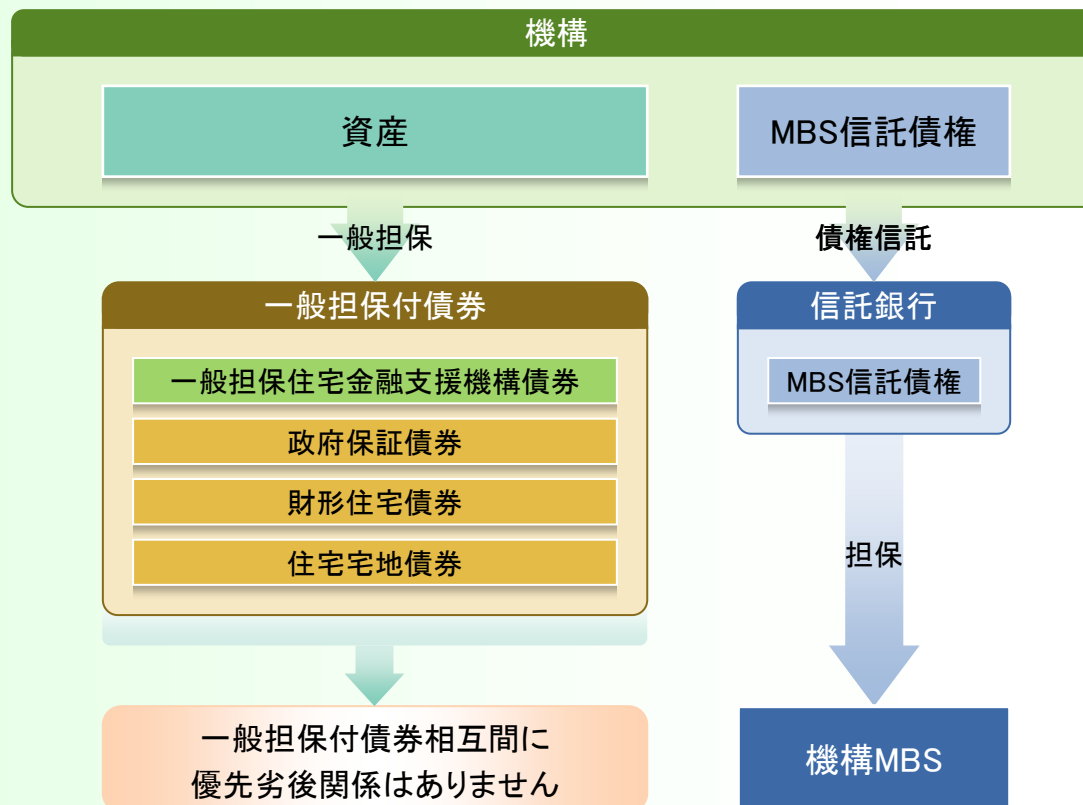 機構
資産
MBS信託債権
一般担保
債権信託
一般担保付債券
信託銀行
一般担保住宅金融支援機構債券
MBS信託債権
政府保証債券
財形住宅債券
住宅宅地債券
担保
一般担保付債券相互間に
優先劣後関係はありません
機構MBS